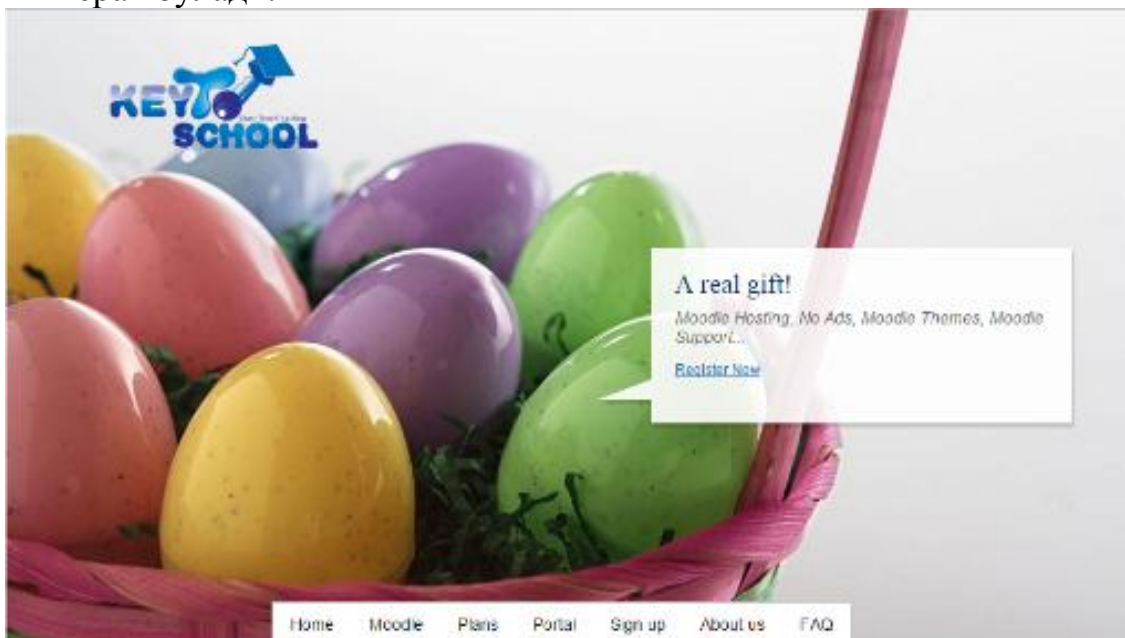 KEYTO
SCHOOL
A real gift!
Moodle Hosting, No Ads, Moodle Themes, Moodle
Support...
Register Now
Home Moodle Plans Portal Sign up About us FAQ